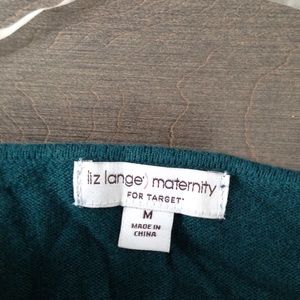 liz lange) maternity
FOR TARGET®
M
MADE IN
CHINA